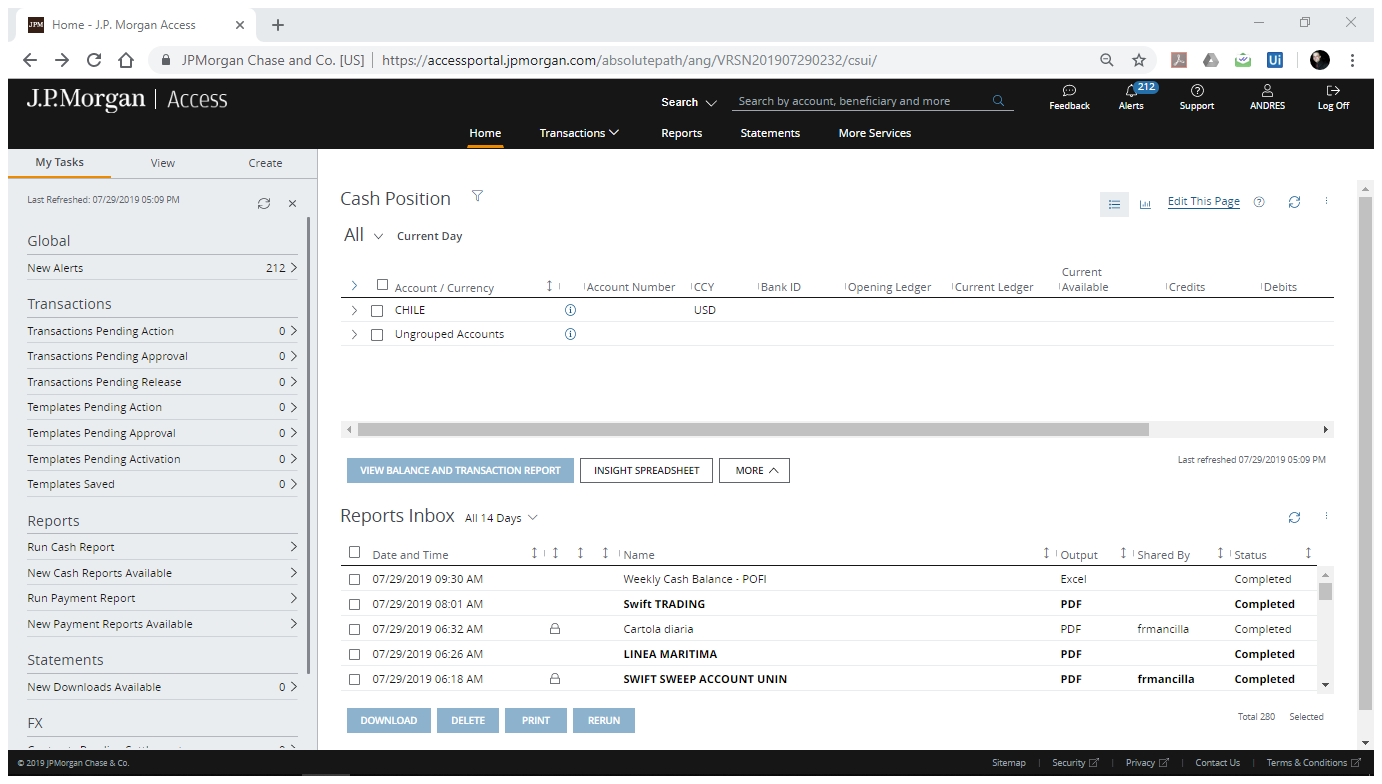 JPM Home - J.P. Morgan Access
JPMorgan Chase and Co. [US] | https://accessportal.jpmorgan.com/absolutepath/ang/VRSN201907290232/csui/
Ui
J.P.Morgan | Access
Search Search by account, beneficiary and more
Feedback 212 Alerts Support ANDRES Log Off
Home Transactions Reports Statements More Services
My Tasks View Create
Last Refreshed: 07/29/2019 05:09 PM
Global
New Alerts 212
Transactions
Transactions Pending Action 0
Transactions Pending Approval 0
Transactions Pending Release 0
Templates Pending Action 0
Templates Pending Approval 0
Templates Pending Activation 0
Templates Saved 0
Reports
Run Cash Report
New Cash Reports Available
Run Payment Report
New Payment Reports Available
Statements
New Downloads Available 0
FX
Cash Position
Edit This Page
All Current Day
Account / Currency Account Number CCY Bank ID Opening Ledger Current Ledger Current Available Credits Debits
CHILE USD
Ungrouped Accounts
VIEW BALANCE AND TRANSACTION REPORT INSIGHT SPREADSHEET MORE
Last refreshed 07/29/2019 05:09 PM
Reports Inbox All 14 Days
Date and Time Name Output Shared By Status
07/29/2019 09:30 AM Weekly Cash Balance - POFI Excel Completed
07/29/2019 08:01 AM Swift TRADING PDF Completed
07/29/2019 06:32 AM Cartola diaria PDF frmancilla Completed
07/29/2019 06:26 AM LINEA MARITIMA PDF Completed
07/29/2019 06:18 AM SWIFT SWEEP ACCOUNT UNIN PDF frmancilla Completed
DOWNLOAD DELETE PRINT RERUN
Total 280 Selected
© 2019 JPMorgan Chase & Co.
Sitemap | Security | Privacy | Contact Us | Terms & Conditions